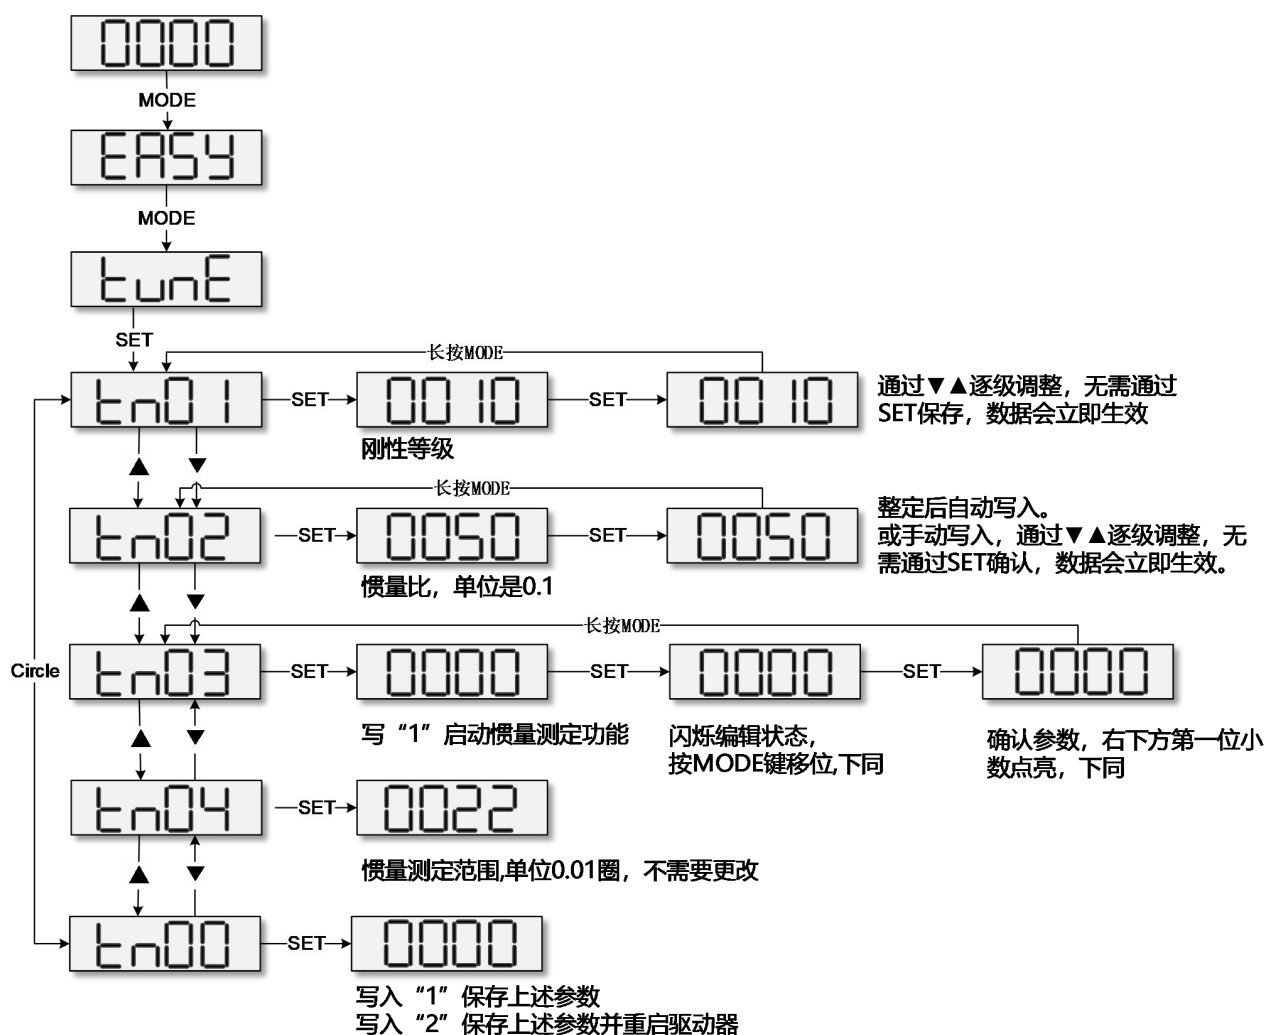 0000
MODE
EASY
MODE
tunE
SET
长按MODE
tn01
SET
0010
SET
0010
通过▼▲逐级调整，无需通过
SET保存，数据会立即生效
刚性等级
▲ ▼
长按MODE
tn02
SET
0050
SET
0050
整定后自动写入。
或手动写入，通过▼▲逐级调整，无
需通过SET确认，数据会立即生效。
惯量比，单位是0.1
▲ ▼
长按MODE
Circle
tn03
SET
0000
SET
0000
SET
0000
写“1”启动惯量测定功能
闪烁编辑状态，
按MODE键移位,下同
确认参数，右下方第一位小
数点亮，下同
▲ ▼
tn04
SET
0022
惯量测定范围,单位0.01圈，不需要更改
▲ ▼
tn00
SET
0000
写入“1”保存上述参数
写入“2”保存上述参数并重启驱动器